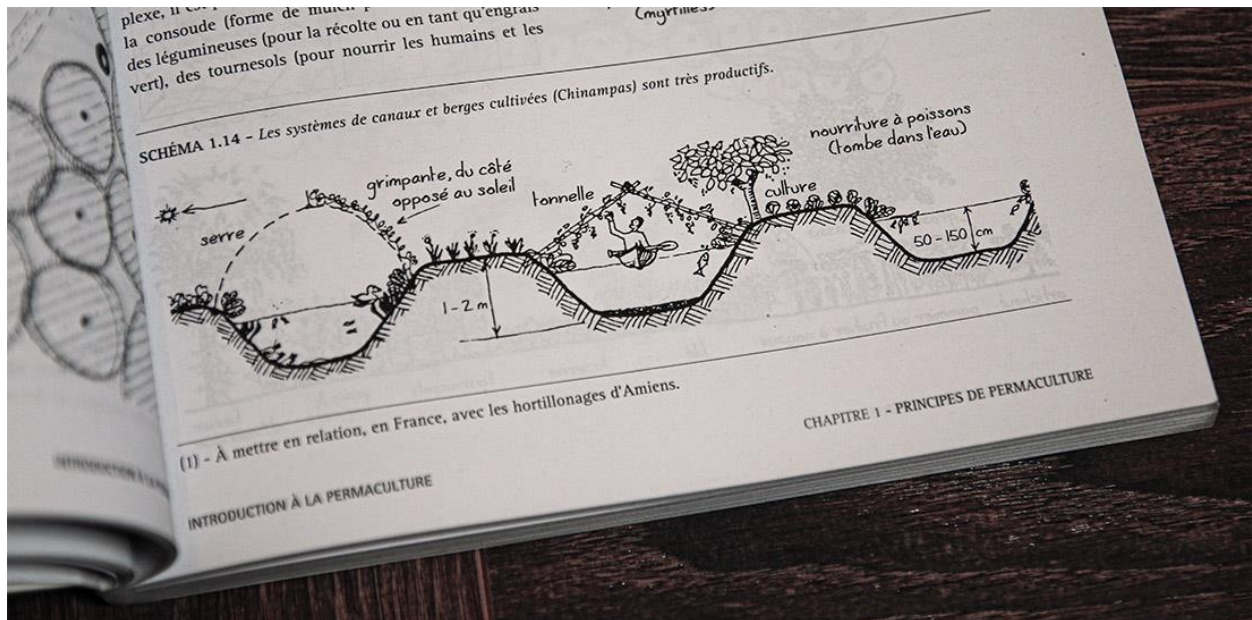 plexe, il
la consoude (forme de
des légumineuses (pour la récolte ou en tant qu'engrais
vert), des tournesols (pour nourrir les humains et les
(myrtilles)
SCHÉMA 1.14 - Les systèmes de canaux et berges cultivées (Chinampas) sont très productifs.
grimpante, du côté
opposé au soleil
serre
tonnelle
culture
nourriture à poissons
(tombe dans l'eau)
1-2 m
50-150 cm
(1) - À mettre en relation, en France, avec les hortillonages d'Amiens.
CHAPITRE 1 - PRINCIPES DE PERMACULTURE
INTRODUCTION À LA PERMACULTURE